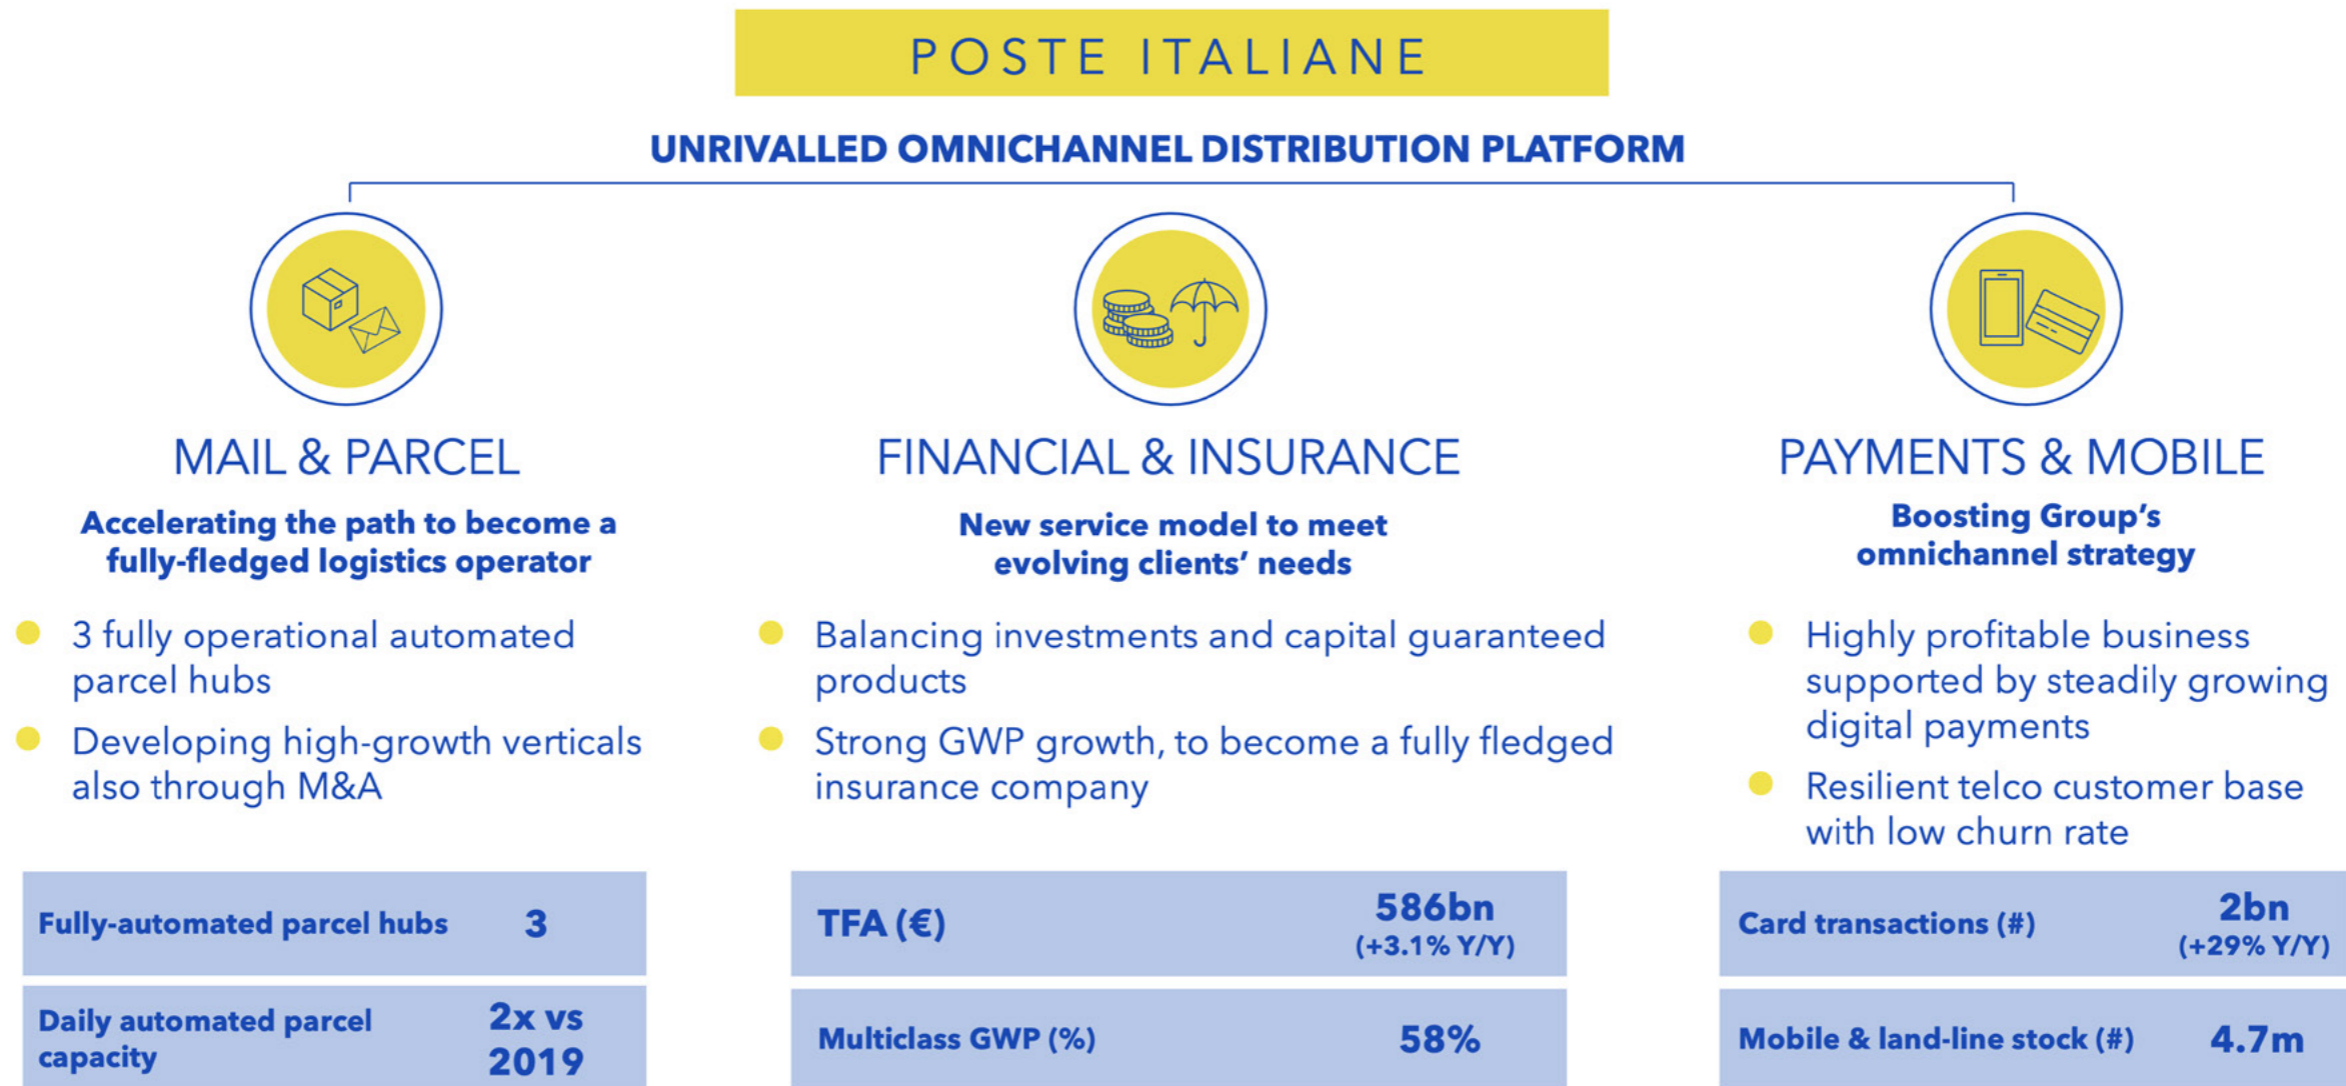 POSTE ITALIANE
UNRIVALLED OMNICHANNEL DISTRIBUTION PLATFORM
MAIL & PARCEL
Accelerating the path to become a
fully-fledged logistics operator
3 fully operational automated
parcel hubs
Developing high-growth verticals
also through M&A
Fully-automated parcel hubs 3
Daily automated parcel
capacity
2x vs
2019
FINANCIAL & INSURANCE
New service model to meet
evolving clients' needs
Balancing investments and capital guaranteed
products
Strong GWP growth, to become a fully fledged
insurance company
TFA (€) 586bn
(+3.1% Y/Y)
Multiclass GWP (%) 58%
PAYMENTS & MOBILE
Boosting Group's
omnichannel strategy
Highly profitable business
supported by steadily growing
digital payments
Resilient telco customer base
with low churn rate
Card transactions (#) 2bn
(+29% Y/Y)
Mobile & land-line stock (#) 4.7m